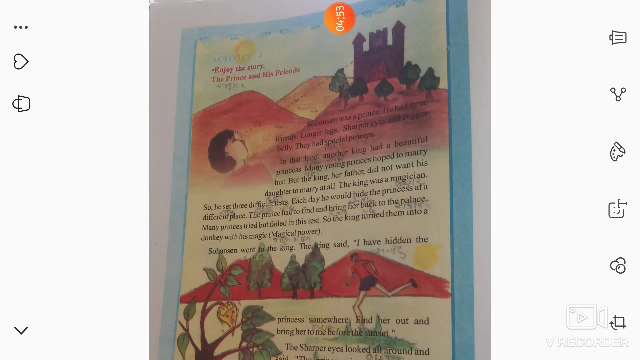 04:53
•Enjoy the story.
The Prince and His Friends
Sohansen was a prince. He had three
friends. Longer legs, Sharper eyes and Bigger
belly. They had special powers.
In that land, another king had a beautiful
princess. Many young princes hoped to marry
her. But the king, her father, did not want his
daughter to marry at all. The king was a magician.
So, he set three difficult tests. Each day he would hide the princess at a
different place. The prince had to find and bring her back to the palace.
Many princes tried but failed in this test. So the king turned them into a
donkey with his magic (Magical power).
Sohansen went to the king. The king said, "I have hidden the
princess somewhere. Find her out and
bring her to me before the sunset."
The Sharper eyes looked all around and
said, "The
V RECORDER